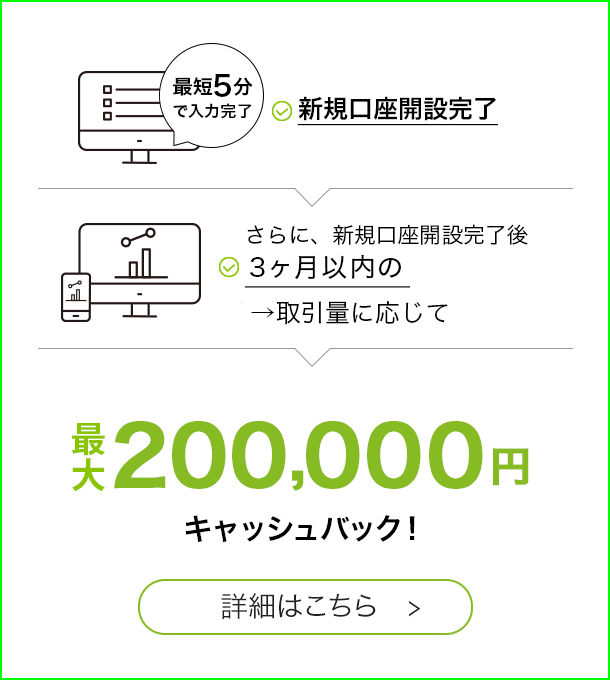 最短5分
で入力完了
新規口座開設完了
さらに、新規口座開設完了後
3ヶ月以内の
→取引量に応じて
最大200,000円
キャッシュバック！
詳細はこちら >